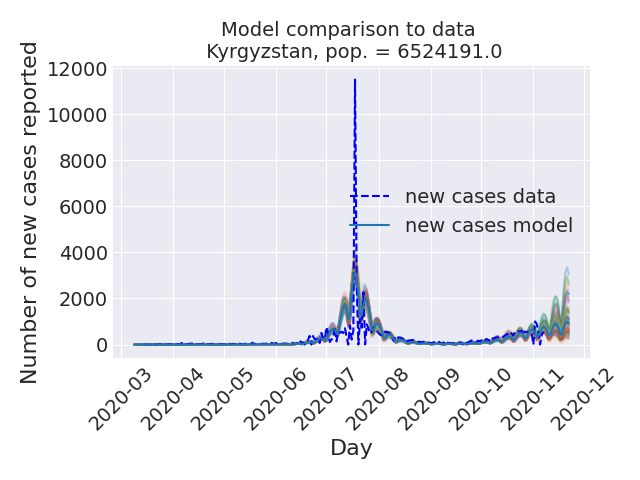 Model comparison to data
Kyrgyzstan, pop. = 6524191.0
Number of new cases reported
12000
10000
8000
6000
4000
2000
0
new cases data
new cases model
2020-03
2020-04
2020-05
2020-06
2020-07
2020-08
2020-09
2020-10
2020-11
2020-12
Day